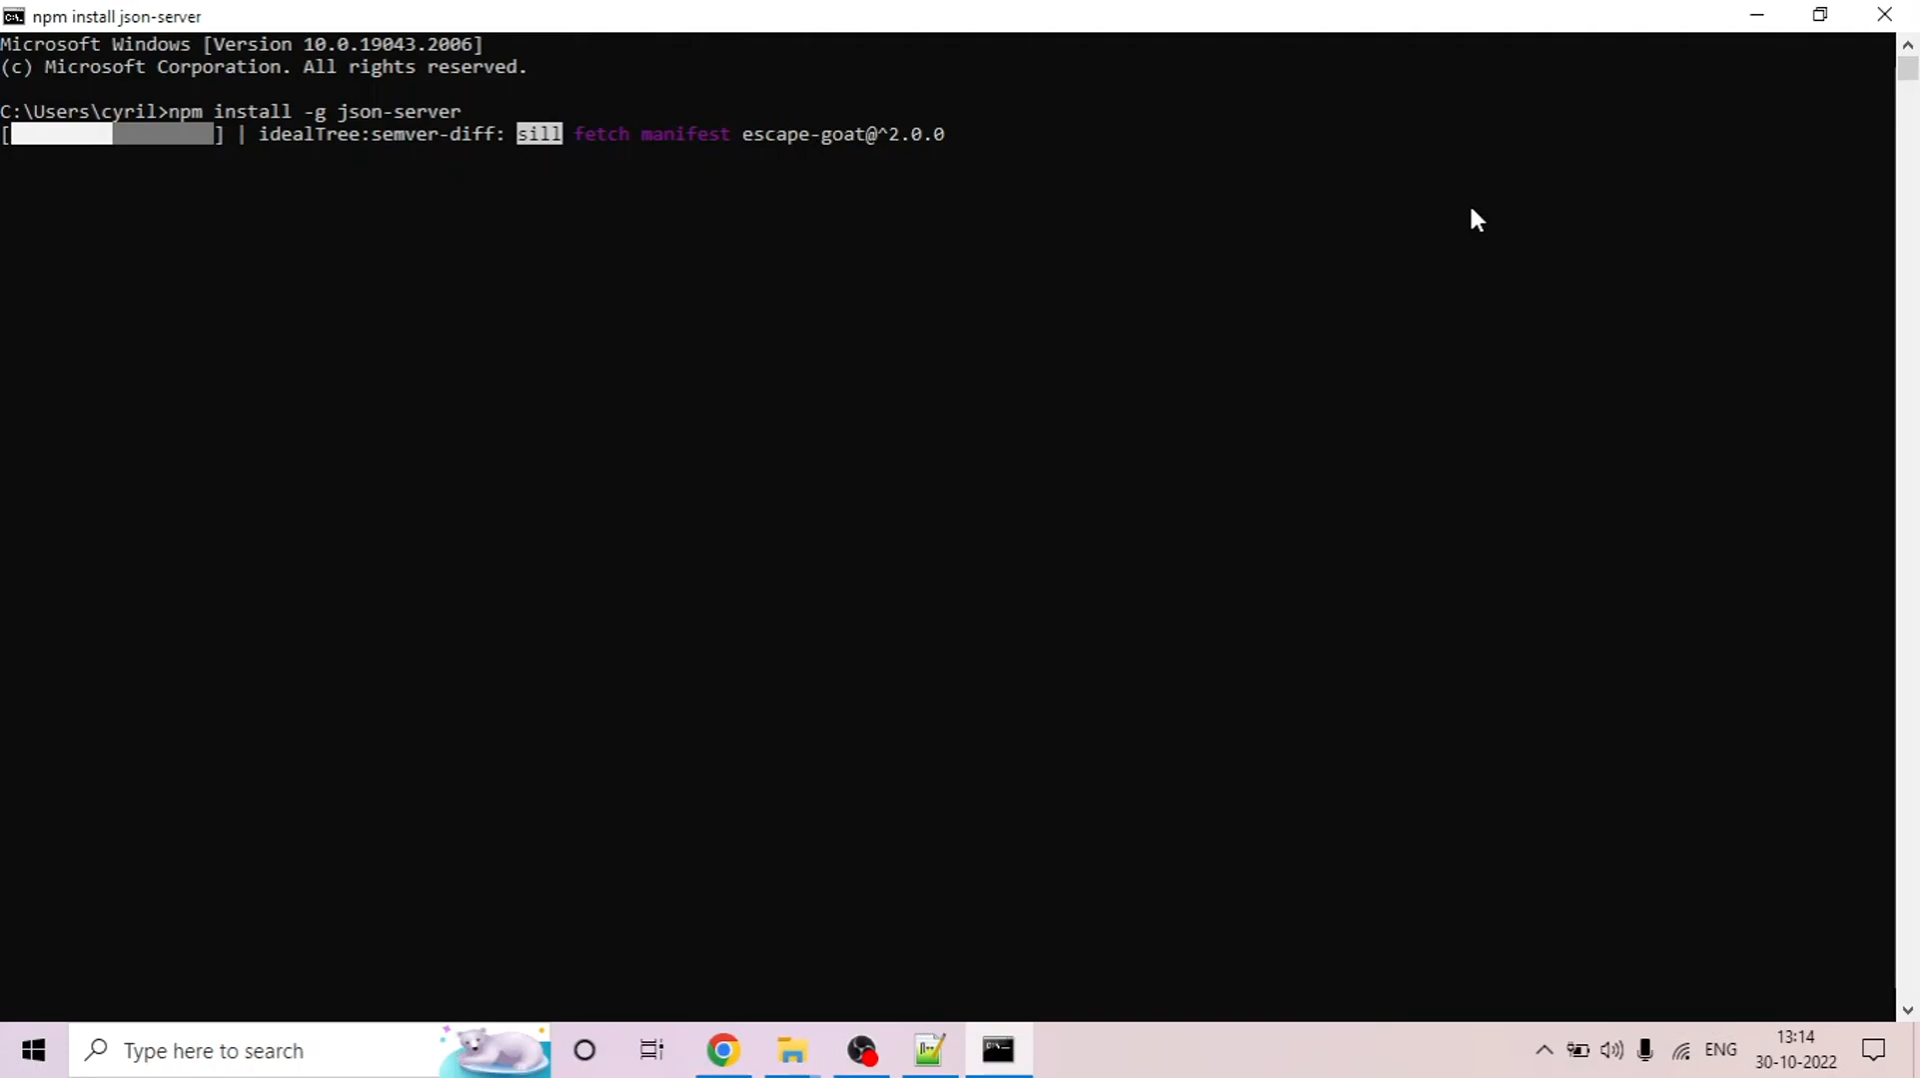 npm install json-server
Microsoft Windows [Version 10.0.19043.2006]
(c) Microsoft Corporation. All rights reserved.
C:\Users\cyril>npm install -g json-server
[                  ] | idealTree:semver-diff: sill fetch manifest escape-goat@^2.0.0
Type here to search
ENG
13:14
30-10-2022